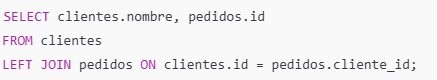 SELECT clientes.nombre, pedidos.id
FROM clientes
LEFT JOIN pedidos ON clientes.id = pedidos.cliente_id;